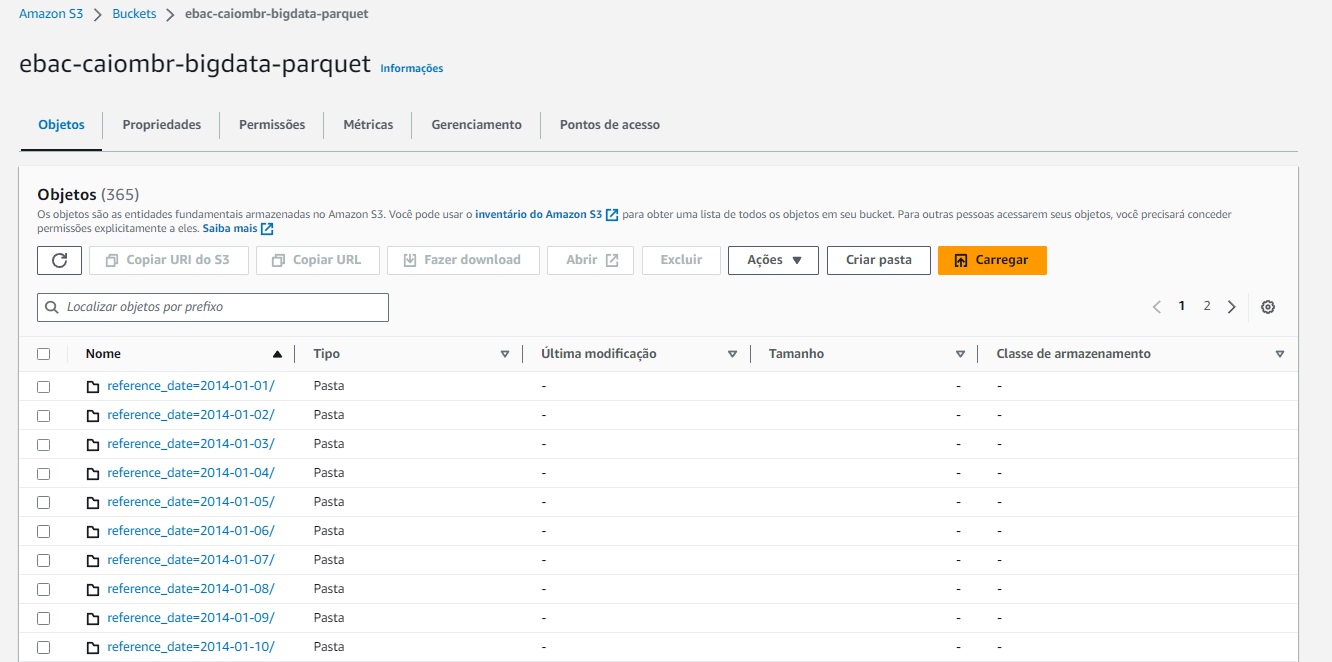 Amazon S3 > Buckets > ebac-caiombr-bigdata-parquet
ebac-caiombr-bigdata-parquet Informações
Objetos Propriedades Permissões Métricas Gerenciamento Pontos de acesso
Objetos (365)
Os objetos são as entidades fundamentais armazenadas no Amazon S3. Você pode usar o inventário do Amazon S3 para obter uma lista de todos os objetos em seu bucket. Para outras pessoas acessarem seus objetos, você precisará conceder
permissões explicitamente a eles. Saiba mais
Copiar URI do S3 Copiar URL Fazer download Abrir Excluir Ações Criar pasta Carregar
Localizar objetos por prefixo < 1 2 >
Nome Tipo Última modificação Tamanho Classe de armazenamento
reference_date=2014-01-01/ Pasta - - -
reference_date=2014-01-02/ Pasta - - -
reference_date=2014-01-03/ Pasta - - -
reference_date=2014-01-04/ Pasta - - -
reference_date=2014-01-05/ Pasta - - -
reference_date=2014-01-06/ Pasta - - -
reference_date=2014-01-07/ Pasta - - -
reference_date=2014-01-08/ Pasta - - -
reference_date=2014-01-09/ Pasta - - -
reference_date=2014-01-10/ Pasta - - -